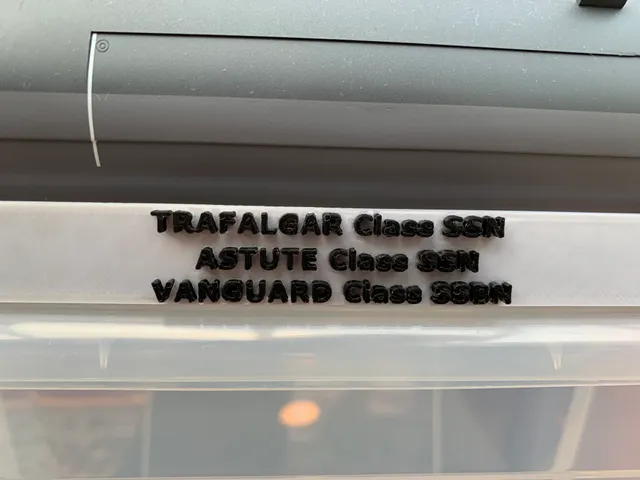 TRAFALGAR Class SSN
ASTUTE Class SSN
VANGUARD Class SSBN